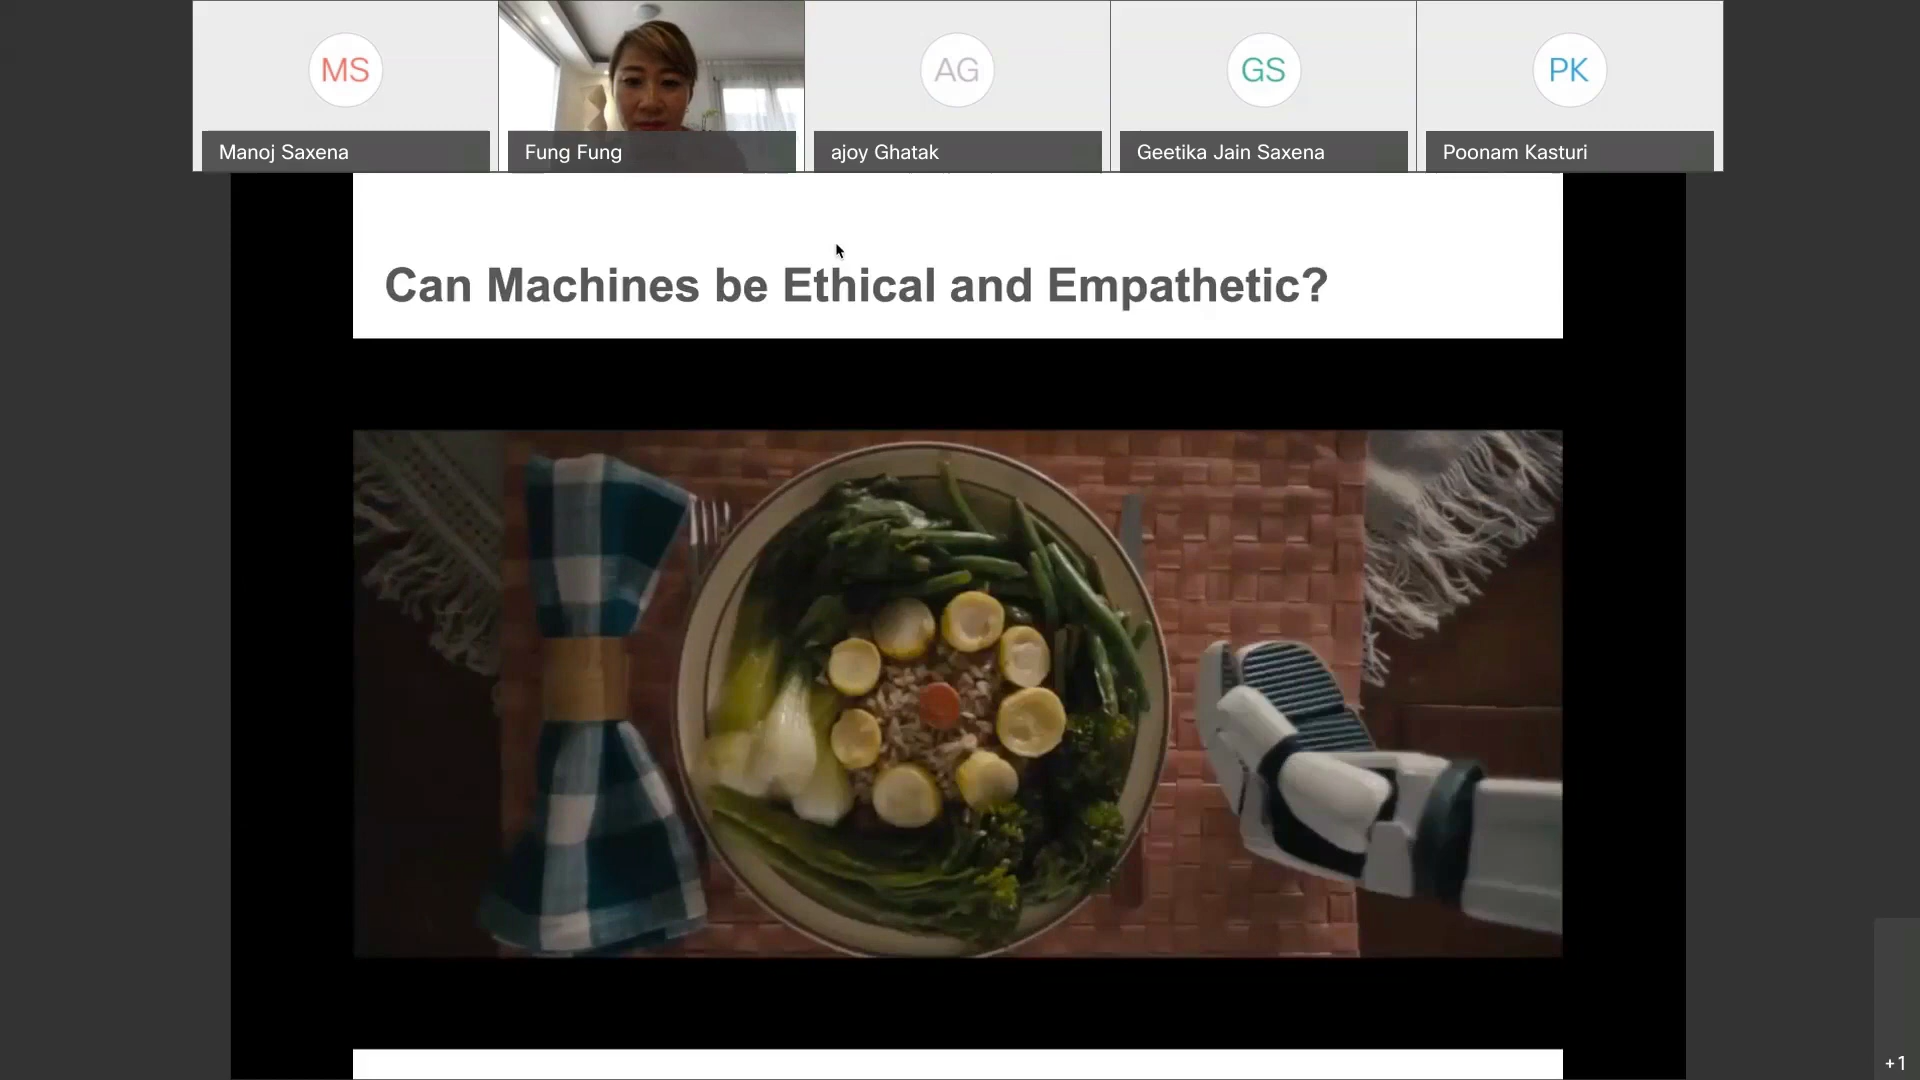 MS
AG
GS
PK
Manoj Saxena
Fung Fung
ajoy Ghatak
Geetika Jain Saxena
Poonam Kasturi
Can Machines be Ethical and Empathetic?
+1